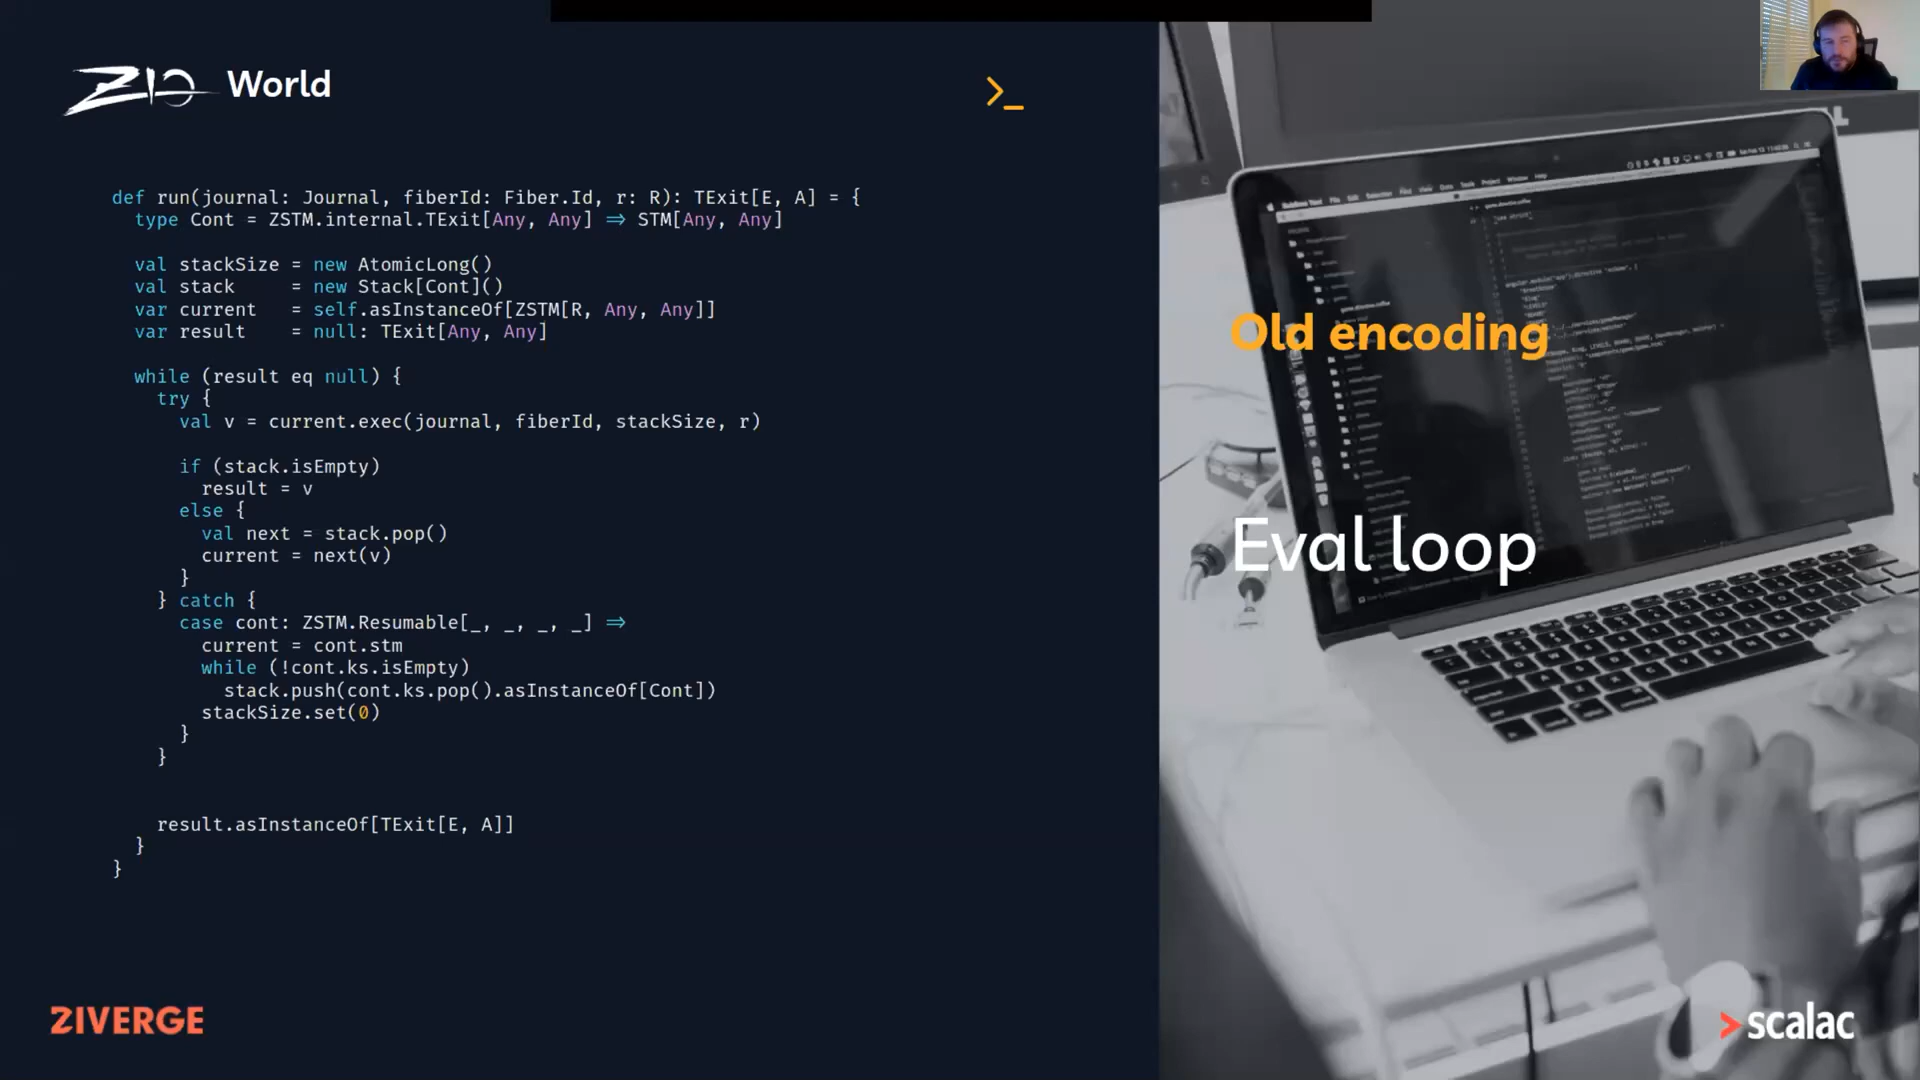 ZIO World
>_
def run(journal: Journal, fiberId: Fiber.Id, r: R): TExit[E, A] = {
type Cont = ZSTM.internal.TExit[Any, Any] ⇒ STM[Any, Any]
val stackSize = new AtomicLong()
val stack     = new Stack[Cont]()
var current   = self.asInstanceOf[ZSTM[R, Any, Any]]
var result    = null: TExit[Any, Any]
while (result eq null) {
try {
val v = current.exec(journal, fiberId, stackSize, r)
if (stack.isEmpty)
result = v
else {
val next = stack.pop()
current = next(v)
}
} catch {
case cont: ZSTM.Resumable[_, _, _, _] ⇒
current = cont.stm
while (!cont.ks.isEmpty)
stack.push(cont.ks.pop().asInstanceOf[Cont])
stackSize.set(0)
}
}
result.asInstanceOf[TExit[E, A]]
}
}
Old encoding
Eval loop
ZIVERGE
scalac